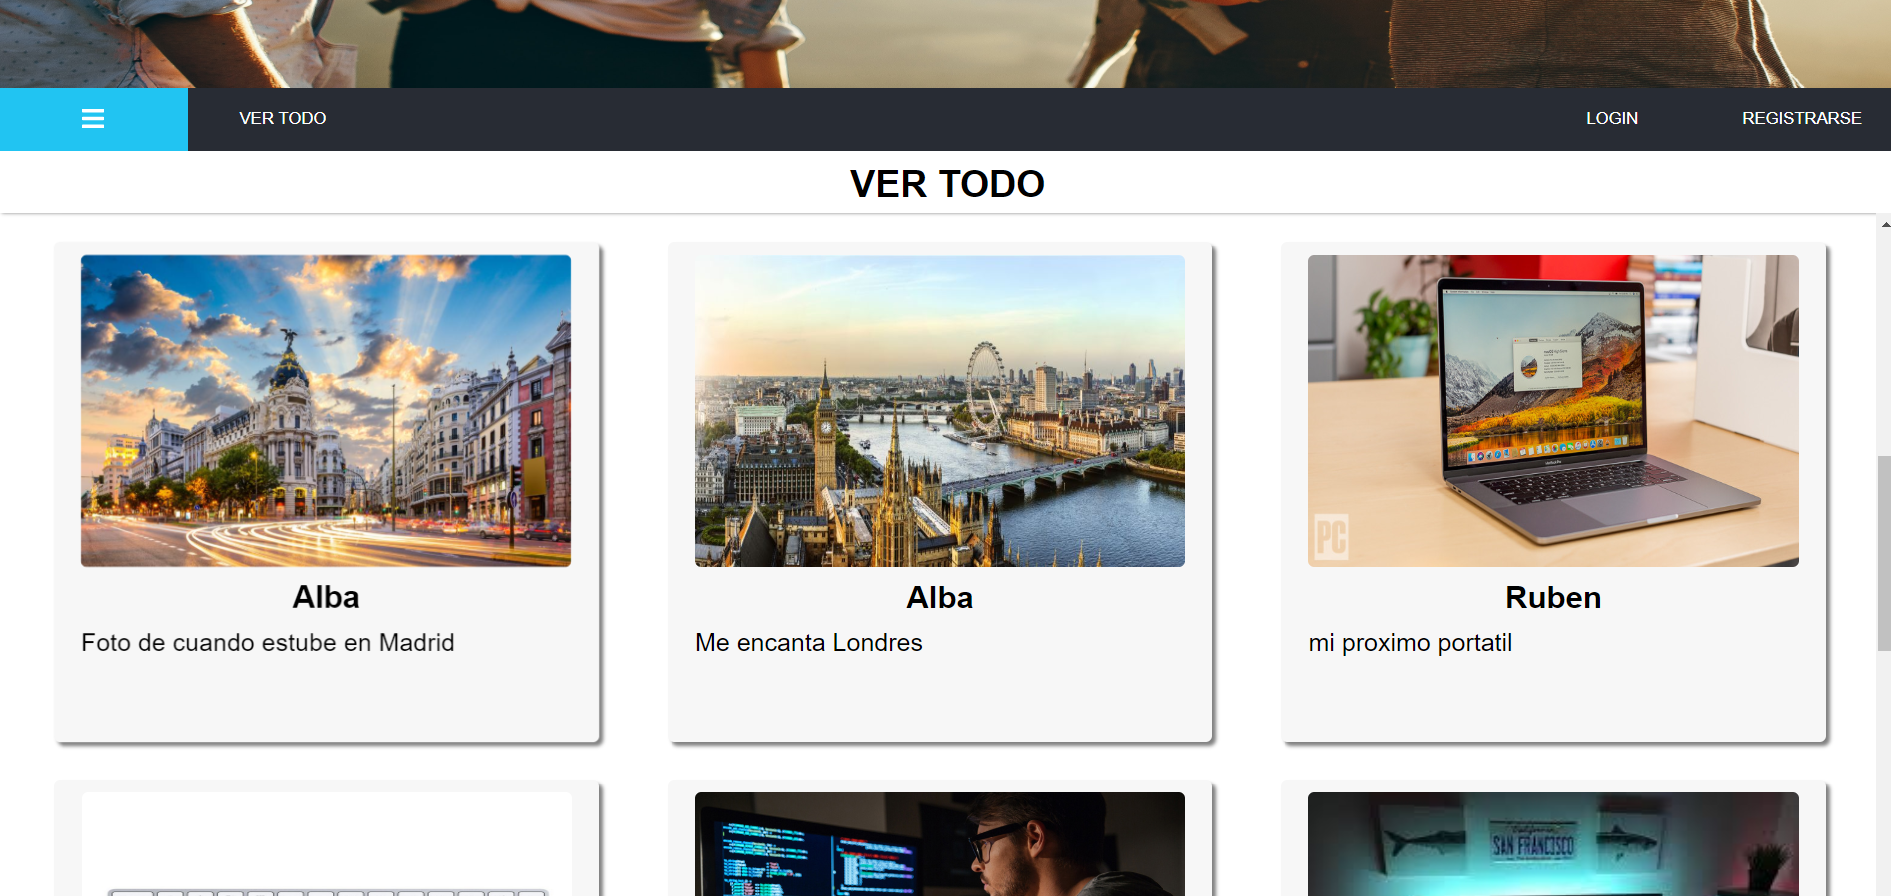 VER TODO
LOGIN
REGISTRARSE
VER TODO
PC
Alba
Alba
Ruben
Foto de cuando estube en Madrid
Me encanta Londres
mi proximo portatil
California
SAN FRANCISCO